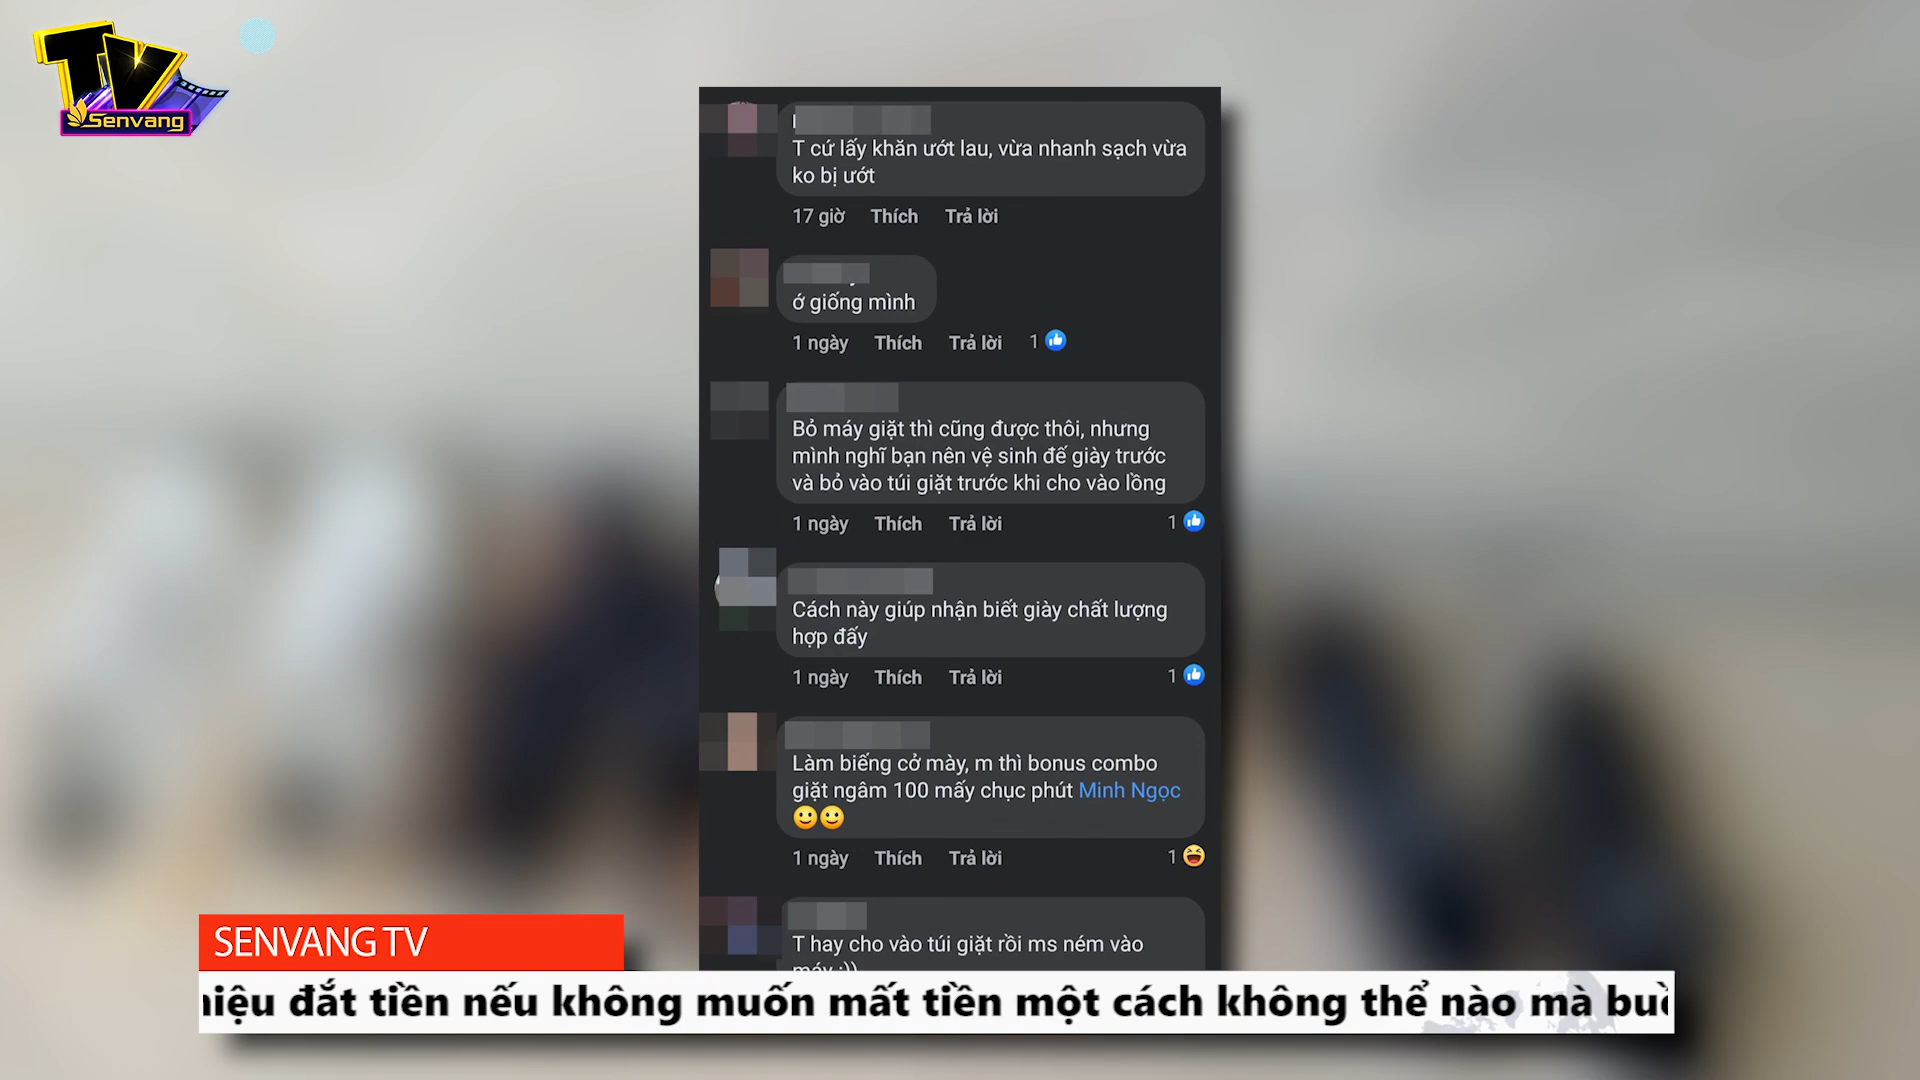 TV
Senvang
T cứ lấy khăn ướt lau, vừa nhanh sạch vừa
ko bị ướt
17 giờ Thích Trả lời
ớ giống mình
1 ngày Thích Trả lời 1
Bỏ máy giặt thì cũng được thôi, nhưng
mình nghĩ bạn nên vệ sinh đế giày trước
và bỏ vào túi giặt trước khi cho vào lồng
1 ngày Thích Trả lời 1
Cách này giúp nhận biết giày chất lượng
hợp đấy
1 ngày Thích Trả lời 1
Làm biếng cở mày, m thì bonus combo
giặt ngâm 100 mấy chục phút Minh Ngọc
🙂🙂
1 ngày Thích Trả lời 1
T hay cho vào túi giặt rồi ms ném vào
máy :))
SENVANG TV
hiệu đắt tiền nếu không muốn mất tiền một cách không thể nào mà